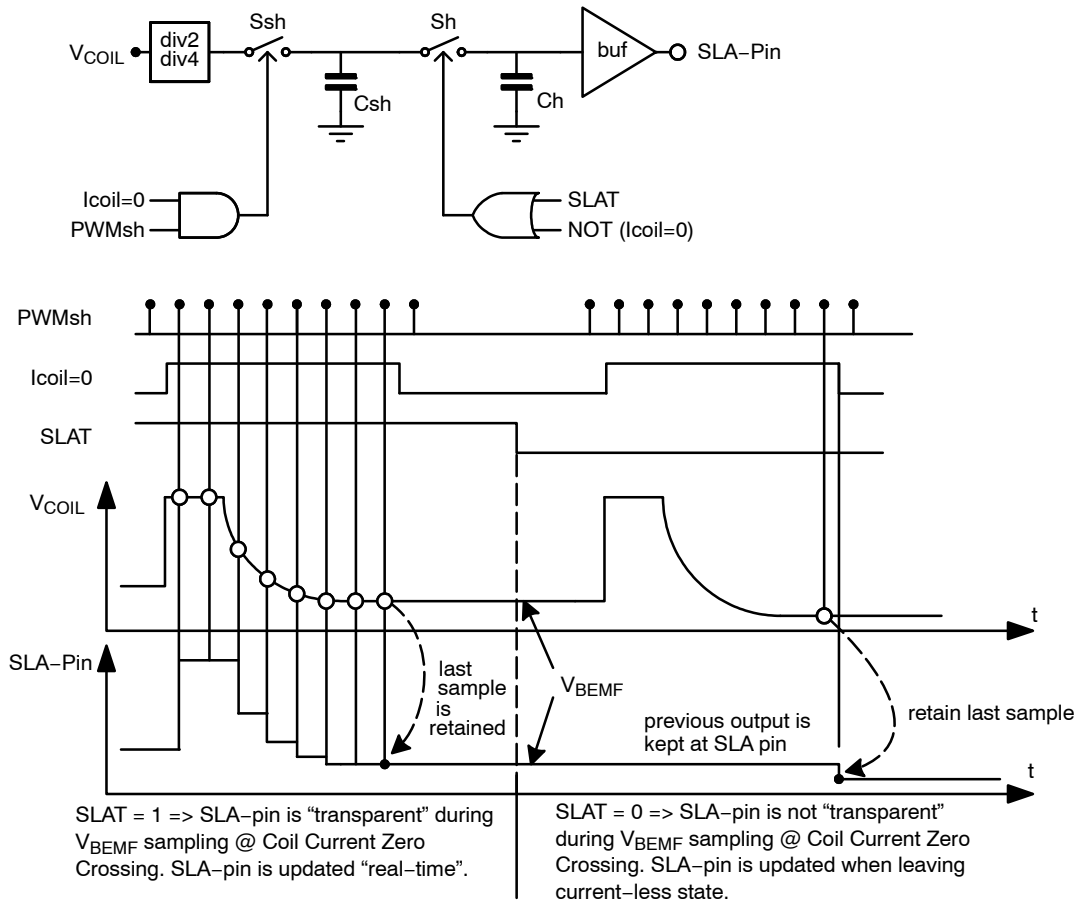 Ssh
Sh
V_COIL
div2
div4
buf
SLA–Pin
Csh
Ch
Icoil=0
PWMsh
SLAT
NOT (Icoil=0)
PWMsh
Icoil=0
SLAT
V_COIL
t
SLA–Pin
last
sample
is
retained
V_BEMF
previous output is
kept at SLA pin
retain last sample
t
SLAT = 1 => SLA–pin is “transparent” during
V_BEMF sampling @ Coil Current Zero
Crossing. SLA–pin is updated “real–time”.
SLAT = 0 => SLA–pin is not “transparent”
during V_BEMF sampling @ Coil Current Zero
Crossing. SLA–pin is updated when leaving
current–less state.